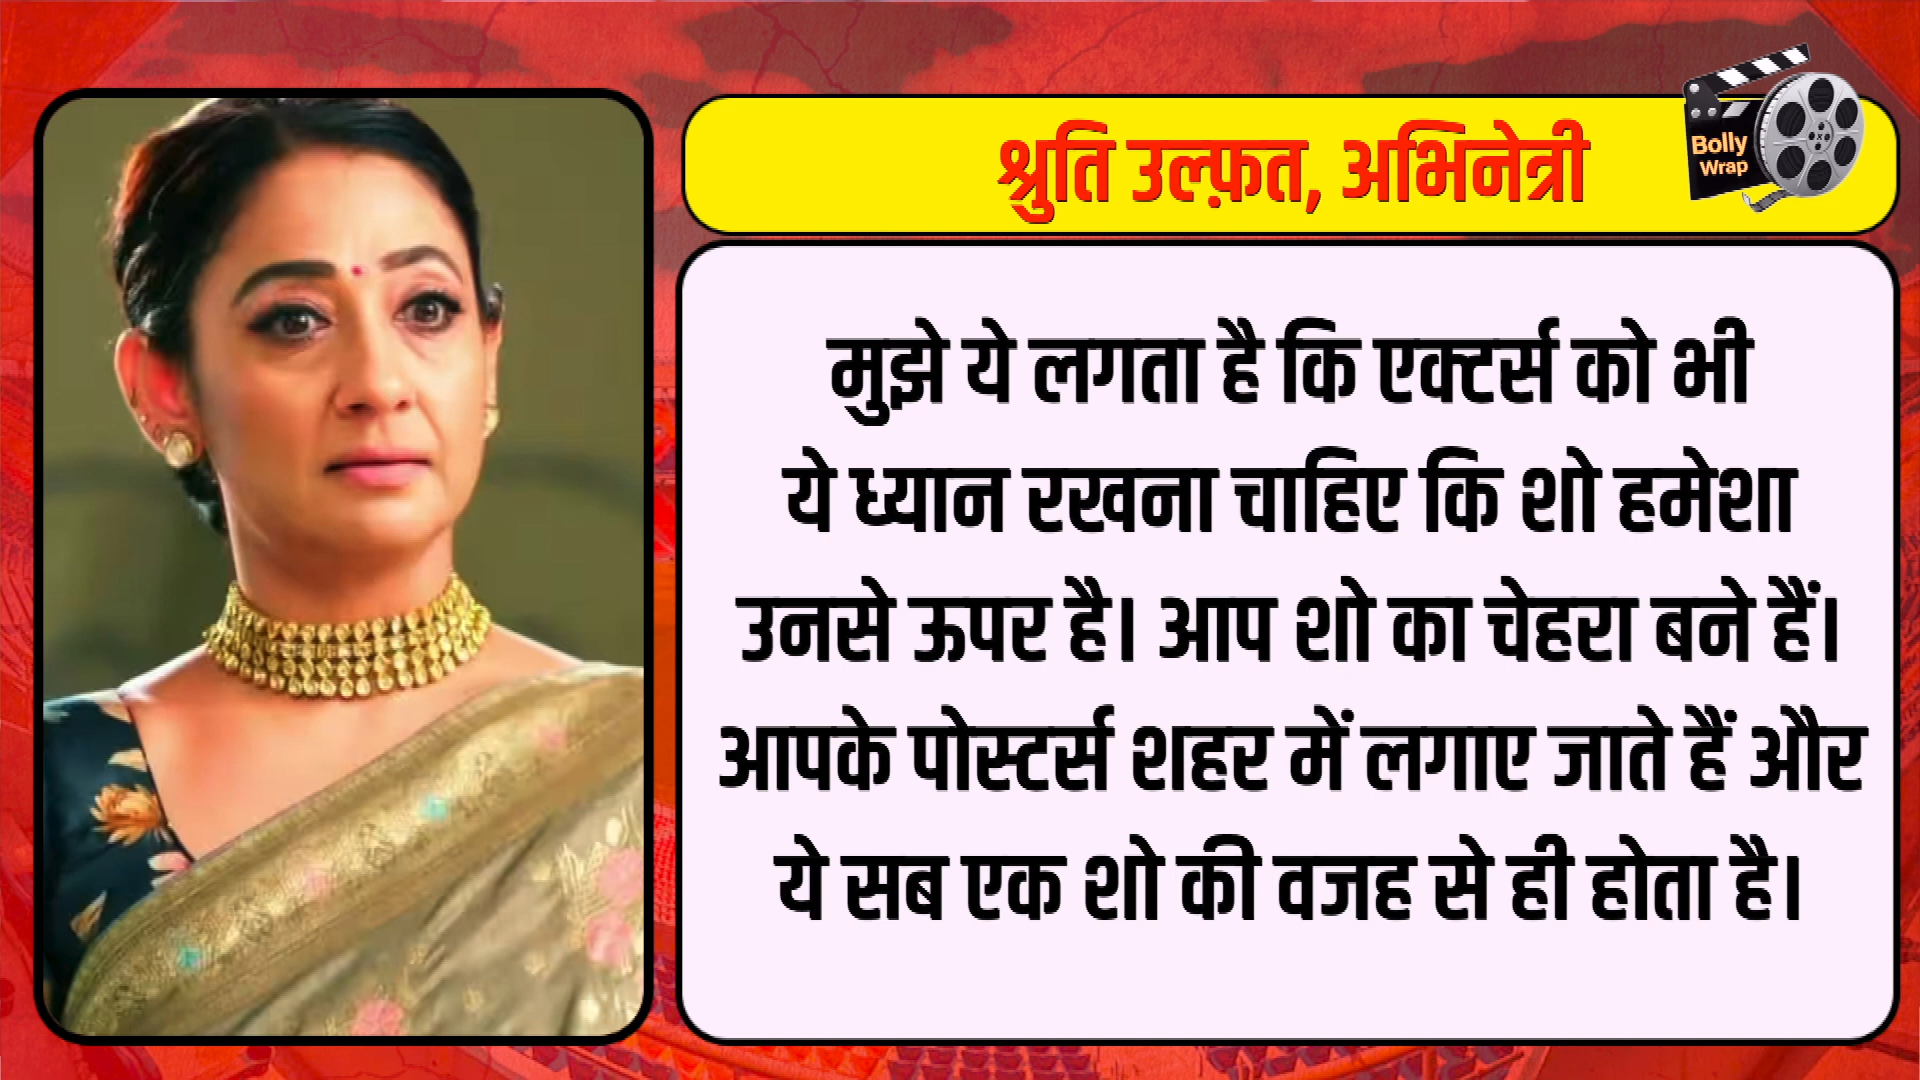 श्रुति उल्फ़त, अभिनेत्री
Bolly
Wrap
मुझे ये लगता है कि एक्टर्स को भी
ये ध्यान रखना चाहिए कि शो हमेशा
उनसे ऊपर है। आप शो का चेहरा बने हैं।
आपके पोस्टर्स शहर में लगाए जाते हैं और
ये सब एक शो की वजह से ही होता है।